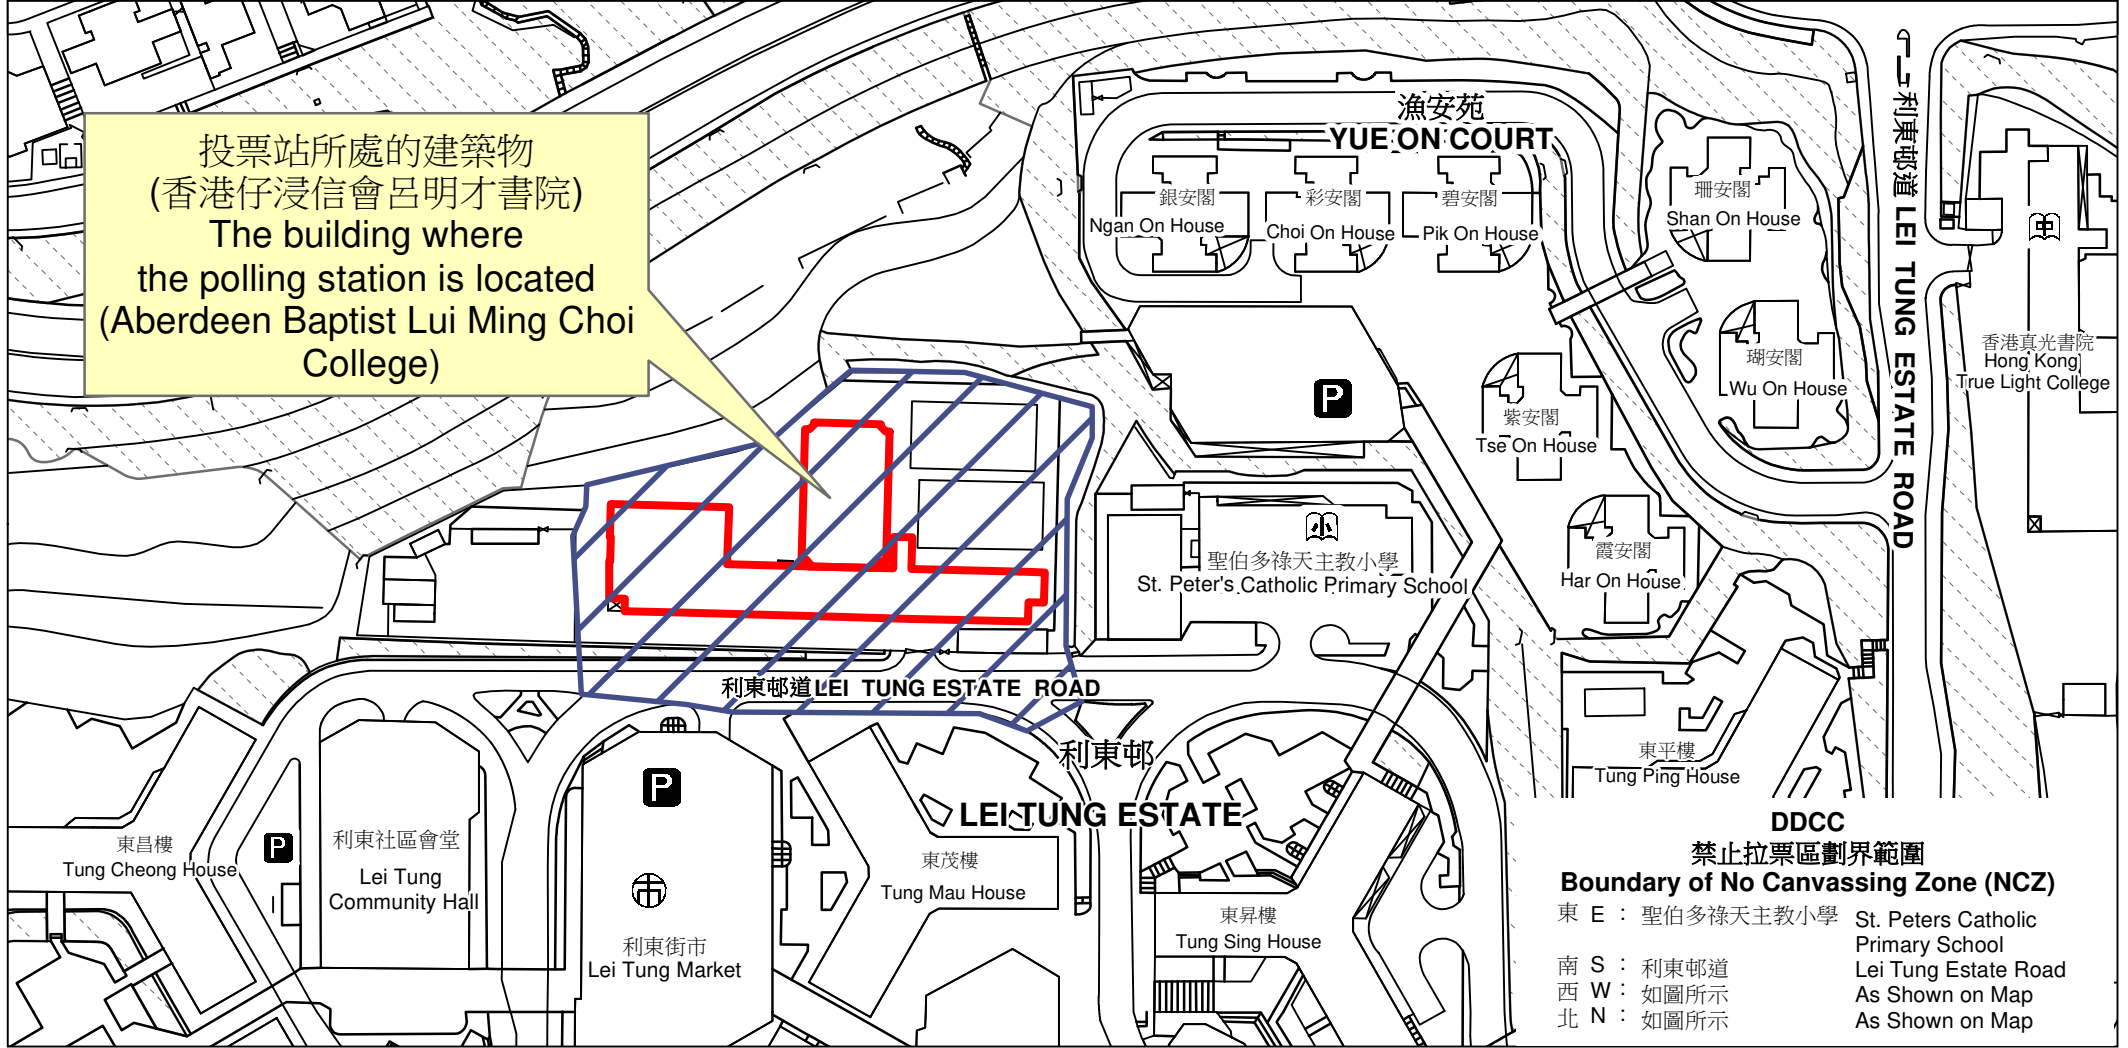 投票站所處的建築物
(香港仔浸信會呂明才書院)
The building where
the polling station is located
(Aberdeen Baptist Lui Ming Choi
College)
漁安苑
YUE ON COURT
銀安閣
Ngan On House
彩安閣
Choi On House
碧安閣
Pik On House
珊安閣
Shan On House
利東邨道 LEI TUNG ESTATE ROAD
中
瑚安閣
Wu On House
香港真光書院
Hong Kong
True Light College
P
紫安閣
Tse On House
小
聖伯多祿天主教小學
St. Peter's Catholic Primary School
霞安閣
Har On House
利東邨道 LEI TUNG ESTATE ROAD
利東邨
LEI TUNG ESTATE
東平樓
Tung Ping House
P
P
東昌樓
Tung Cheong House
利東社區會堂
Lei Tung
Community Hall
市
利東街市
Lei Tung Market
東茂樓
Tung Mau House
東昇樓
Tung Sing House
DDCC
禁止拉票區劃界範圍
Boundary of No Canvassing Zone (NCZ)
東 E : 聖伯多祿天主教小學 St. Peters Catholic
Primary School
南 S : 利東邨道 Lei Tung Estate Road
西 W : 如圖所示 As Shown on Map
北 N : 如圖所示 As Shown on Map